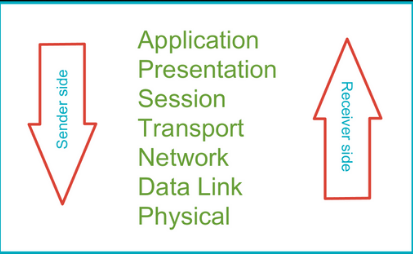 Sender side
Application
Presentation
Session
Transport
Network
Data Link
Physical
Receiver side